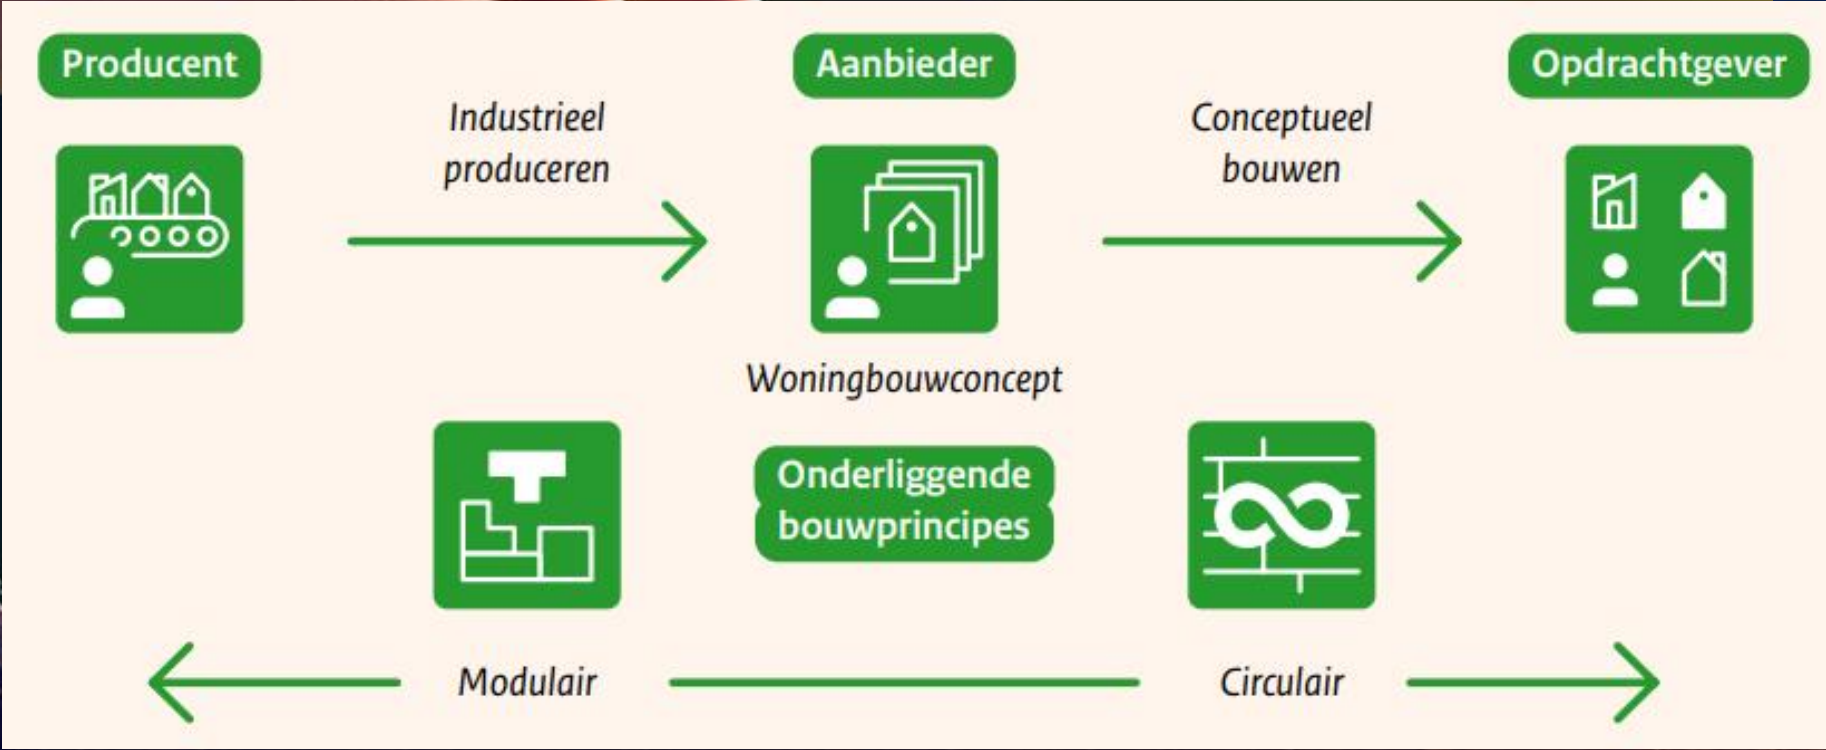 Producent
Aanbieder
Opdrachtgever
Industrieel
produceren
Conceptueel
bouwen
Woningbouwconcept
Onderliggende
bouwprincipes
Modulair
Circulair